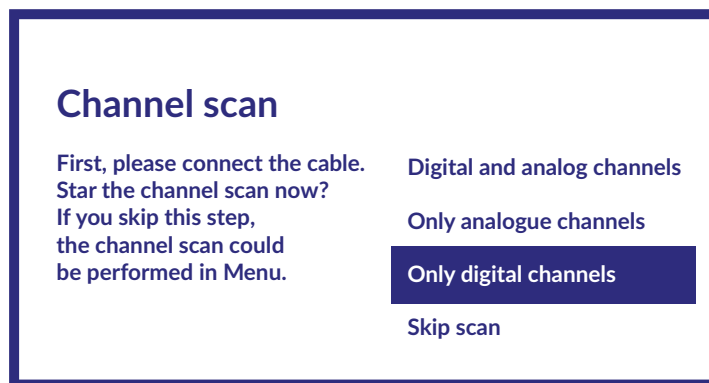 Channel scan
First, please connect the cable.
Star the channel scan now?
If you skip this step,
the channel scan could
be performed in Menu.
Digital and analog channels
Only analogue channels
Only digital channels
Skip scan